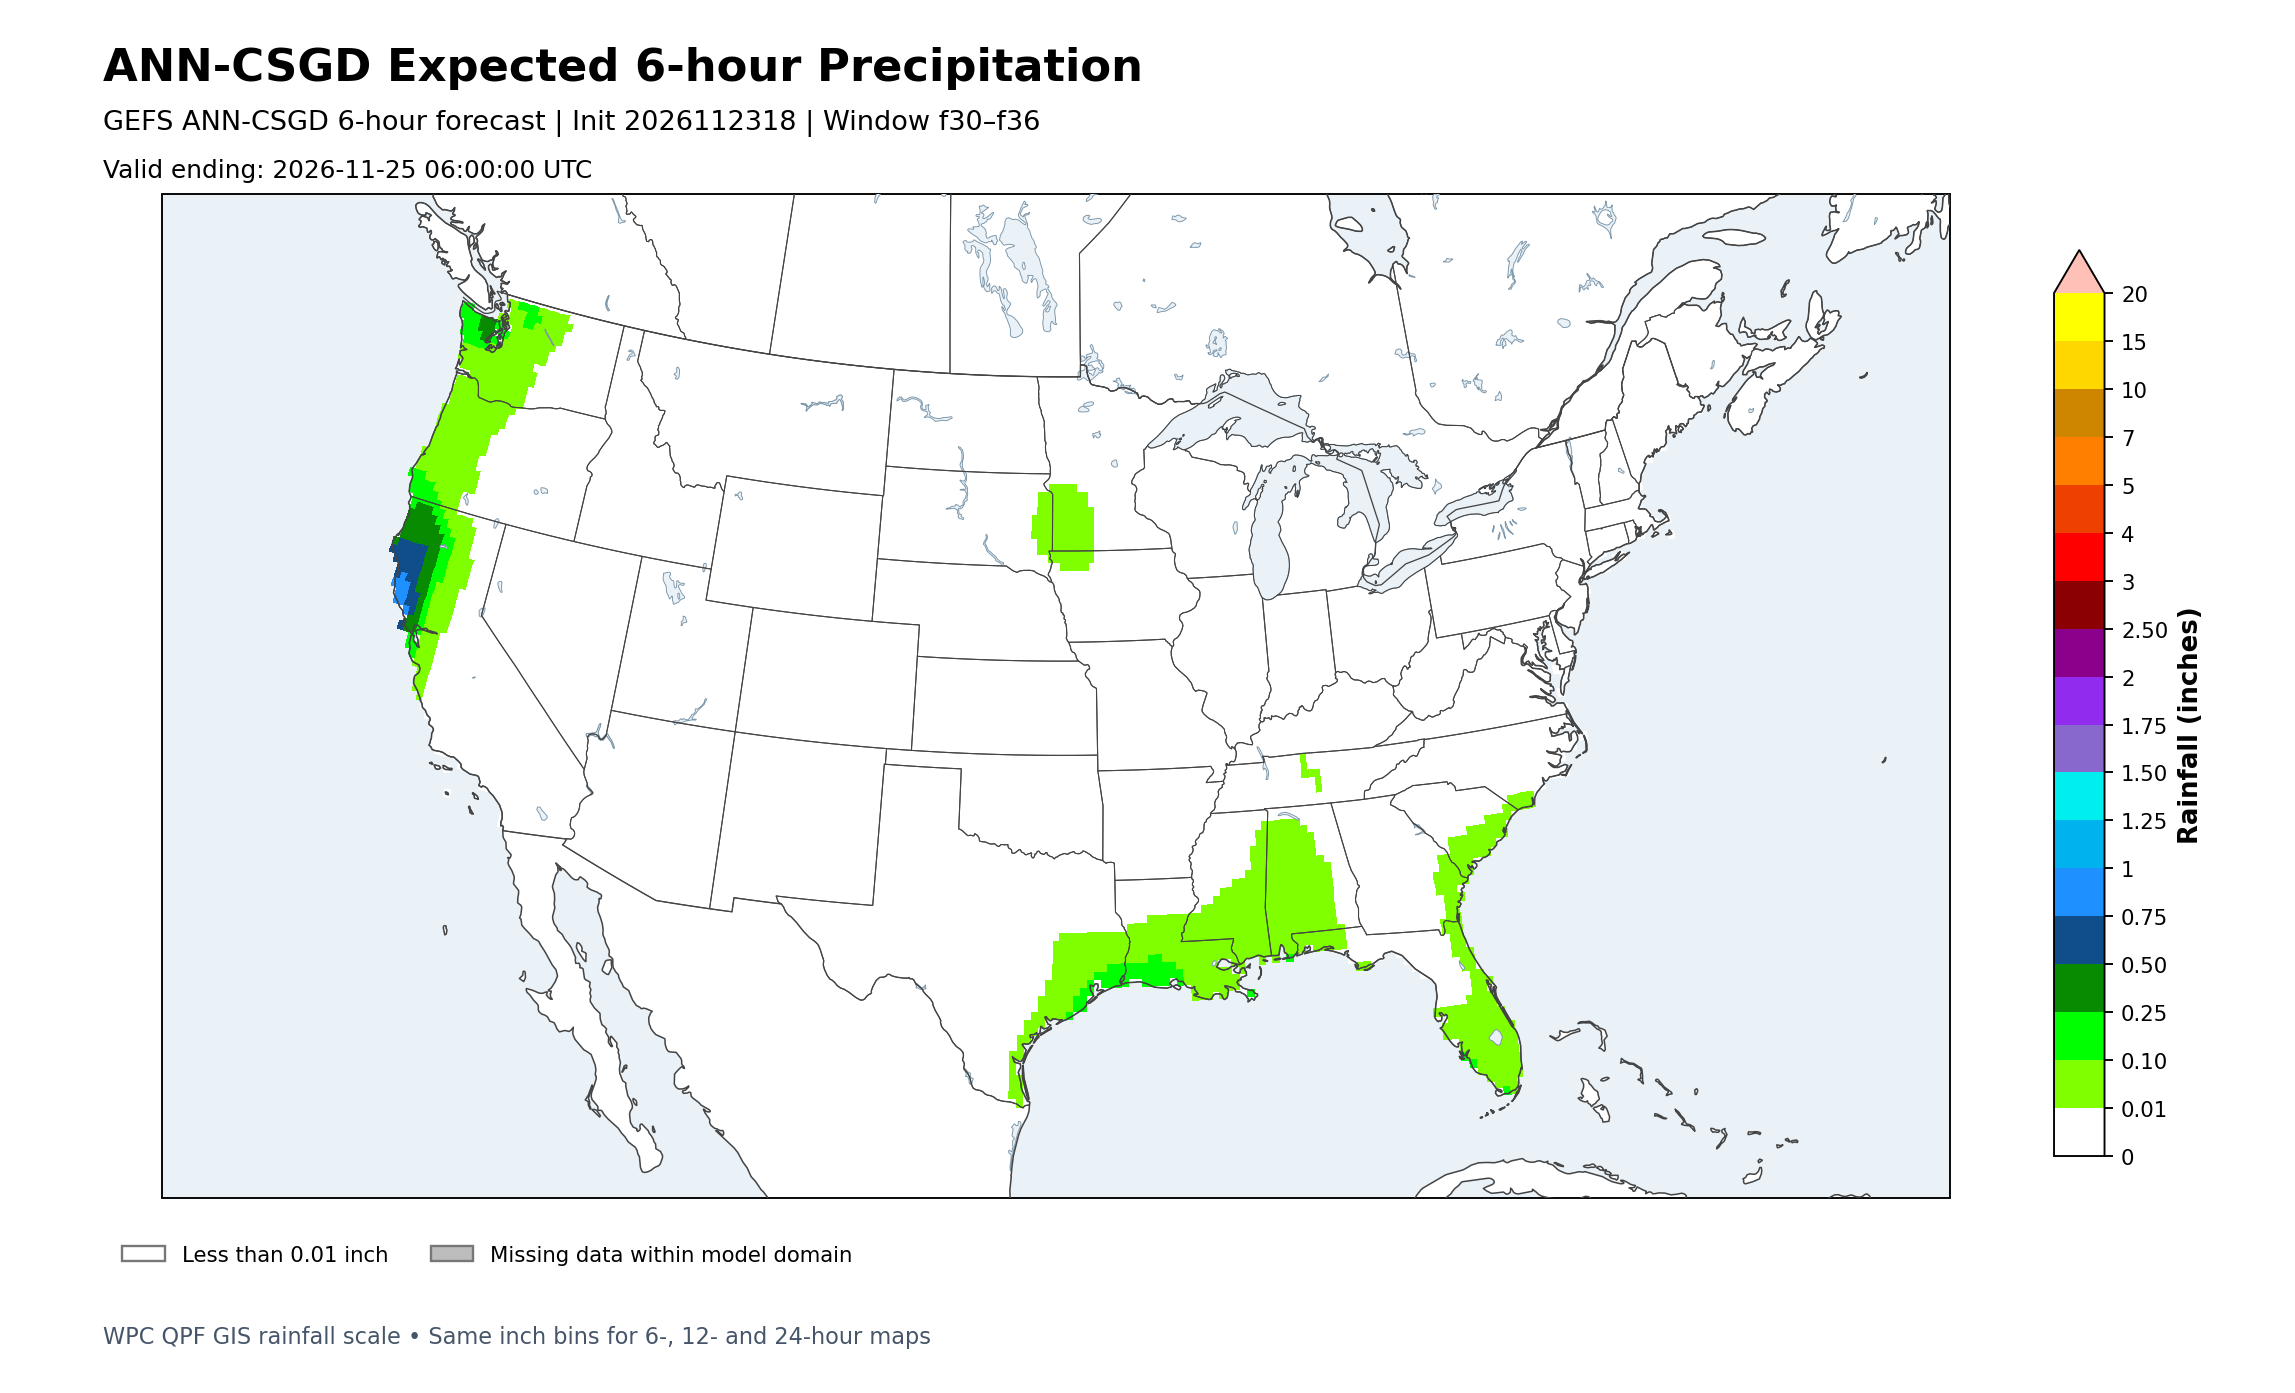 ANN-CSGD Expected 6-hour Precipitation
GEFS ANN-CSGD 6-hour forecast | Init 2026112318 | Window f30–f36
Valid ending: 2026-11-25 06:00:00 UTC
20
15
10
7
5
4
3
2.50
2
1.75
1.50
1.25
1
0.75
0.50
0.25
0.10
0.01
0
Rainfall (inches)
Less than 0.01 inch
Missing data within model domain
WPC QPF GIS rainfall scale • Same inch bins for 6-, 12- and 24-hour maps